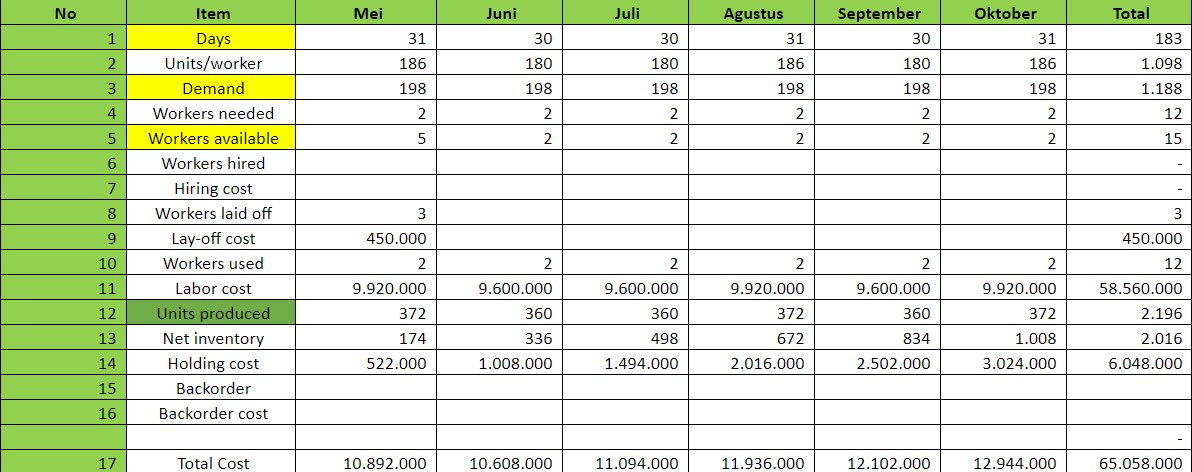 No Item Mei Juni Juli Agustus September Oktober Total
1 Days 31 30 30 31 30 31 183
2 Units/worker 186 180 180 186 180 186 1.098
3 Demand 198 198 198 198 198 198 1.188
4 Workers needed 2 2 2 2 2 2 12
5 Workers available 5 2 2 2 2 2 15
6 Workers hired -
7 Hiring cost -
8 Workers laid off 3 3
9 Lay-off cost 450.000 450.000
10 Workers used 2 2 2 2 2 2 12
11 Labor cost 9.920.000 9.600.000 9.600.000 9.920.000 9.600.000 9.920.000 58.560.000
12 Units produced 372 360 360 372 360 372 2.196
13 Net inventory 174 336 498 672 834 1.008 2.016
14 Holding cost 522.000 1.008.000 1.494.000 2.016.000 2.502.000 3.024.000 6.048.000
15 Backorder
16 Backorder cost
-
17 Total Cost 10.892.000 10.608.000 11.094.000 11.936.000 12.102.000 12.944.000 65.058.000